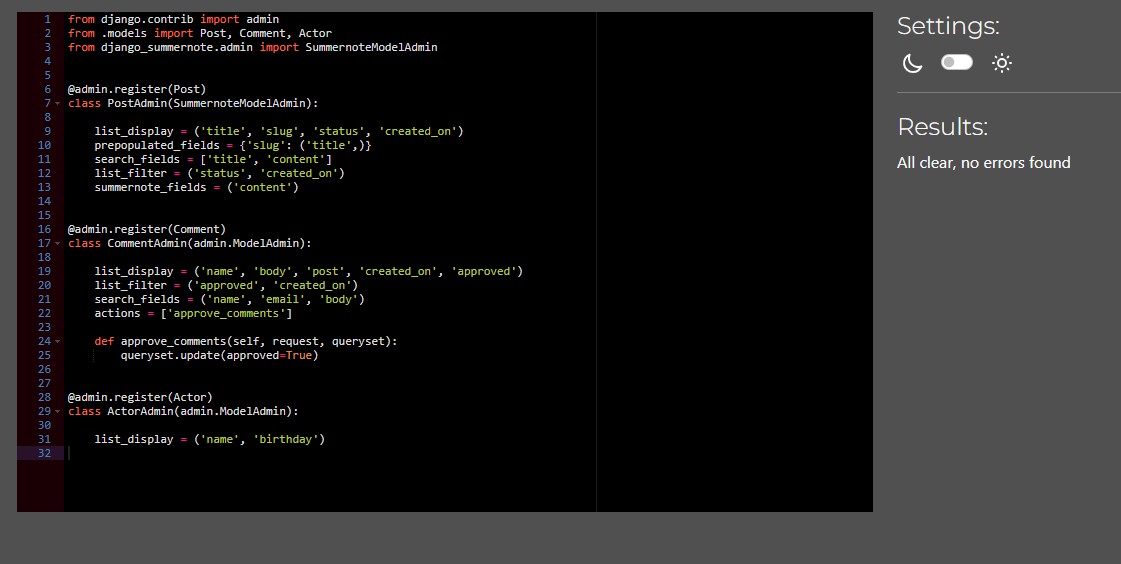 1 from django.contrib import admin
2 from .models import Post, Comment, Actor
3 from django_summernote.admin import SummernoteModelAdmin
4
5
6 @admin.register(Post)
7 class PostAdmin(SummernoteModelAdmin):
8
9     list_display = ('title', 'slug', 'status', 'created_on')
10     prepopulated_fields = {'slug': ('title',)}
11     search_fields = ['title', 'content']
12     list_filter = ('status', 'created_on')
13     summernote_fields = ('content')
14
15
16 @admin.register(Comment)
17 class CommentAdmin(admin.ModelAdmin):
18
19     list_display = ('name', 'body', 'post', 'created_on', 'approved')
20     list_filter = ('approved', 'created_on')
21     search_fields = ('name', 'email', 'body')
22     actions = ['approve_comments']
23
24     def approve_comments(self, request, queryset):
25         queryset.update(approved=True)
26
27
28 @admin.register(Actor)
29 class ActorAdmin(admin.ModelAdmin):
30
31     list_display = ('name', 'birthday')
32
Settings:
Results:
All clear, no errors found